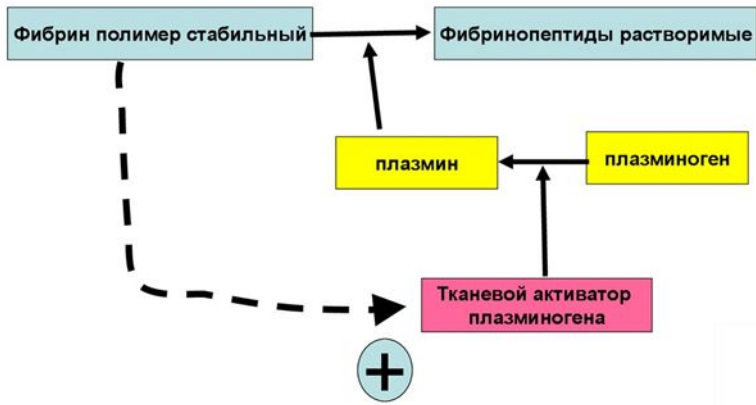 Фибрин полимер стабильный
Фибринопептиды растворимые
плазмин
плазминоген
Тканевой активатор
плазминогена
+